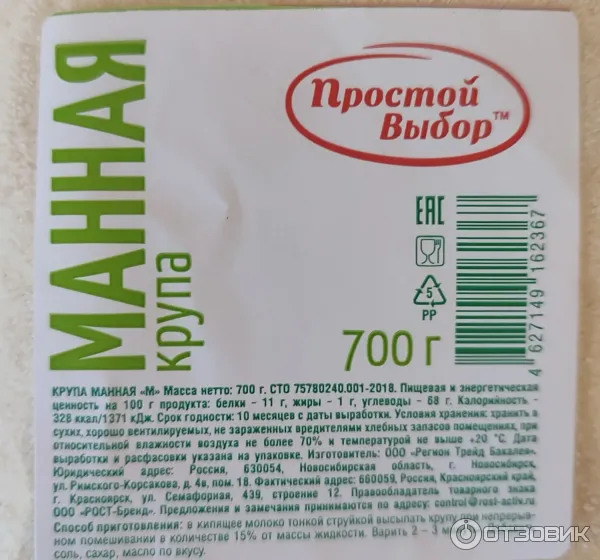 МАННАЯ
крупа
Простой
Выбор™
EAC
5
PP
4 627149 162367
700 г
КРУПА МАННАЯ «М» Масса нетто: 700 г. СТО 75780240.001-2018. Пищевая и энергетическая
ценность на 100 г продукта: белки - 11 г, жиры - 1 г, углеводы - 68 г. Калорийность -
328 ккал/1371 кДж. Срок годности: 10 месяцев с даты выработки. Условия хранения: хранить в
сухих, хорошо вентилируемых, не зараженных вредителями хлебных запасов помещениях, при
относительной влажности воздуха не более 70% и температурой не выше +20 °C. Дата
выработки и расфасовки указана на упаковке. Изготовитель: ООО «Регион Трейд Бакалея».
Юридический адрес: Россия, 630054, Новосибирская область, г. Новосибирск,
ул. Римского-Корсакова, д. 4в, пом. 18. Фактический адрес: 660059, Россия, Красноярский край,
г. Красноярск, ул. Семафорная, 439, строение 12. Правообладатель товарного знака
ООО «РОСТ-Бренд». Предложения и замечания принимаются по адресу: control@rost-activ.ru
Способ приготовления: в кипящее молоко тонкой струйкой высыпать крупу при непрерыв-
ном помешивании в количестве 15% от массы жидкости. Варить 2-3
соль, сахар, масло по вкусу.
ОТЗОВИК